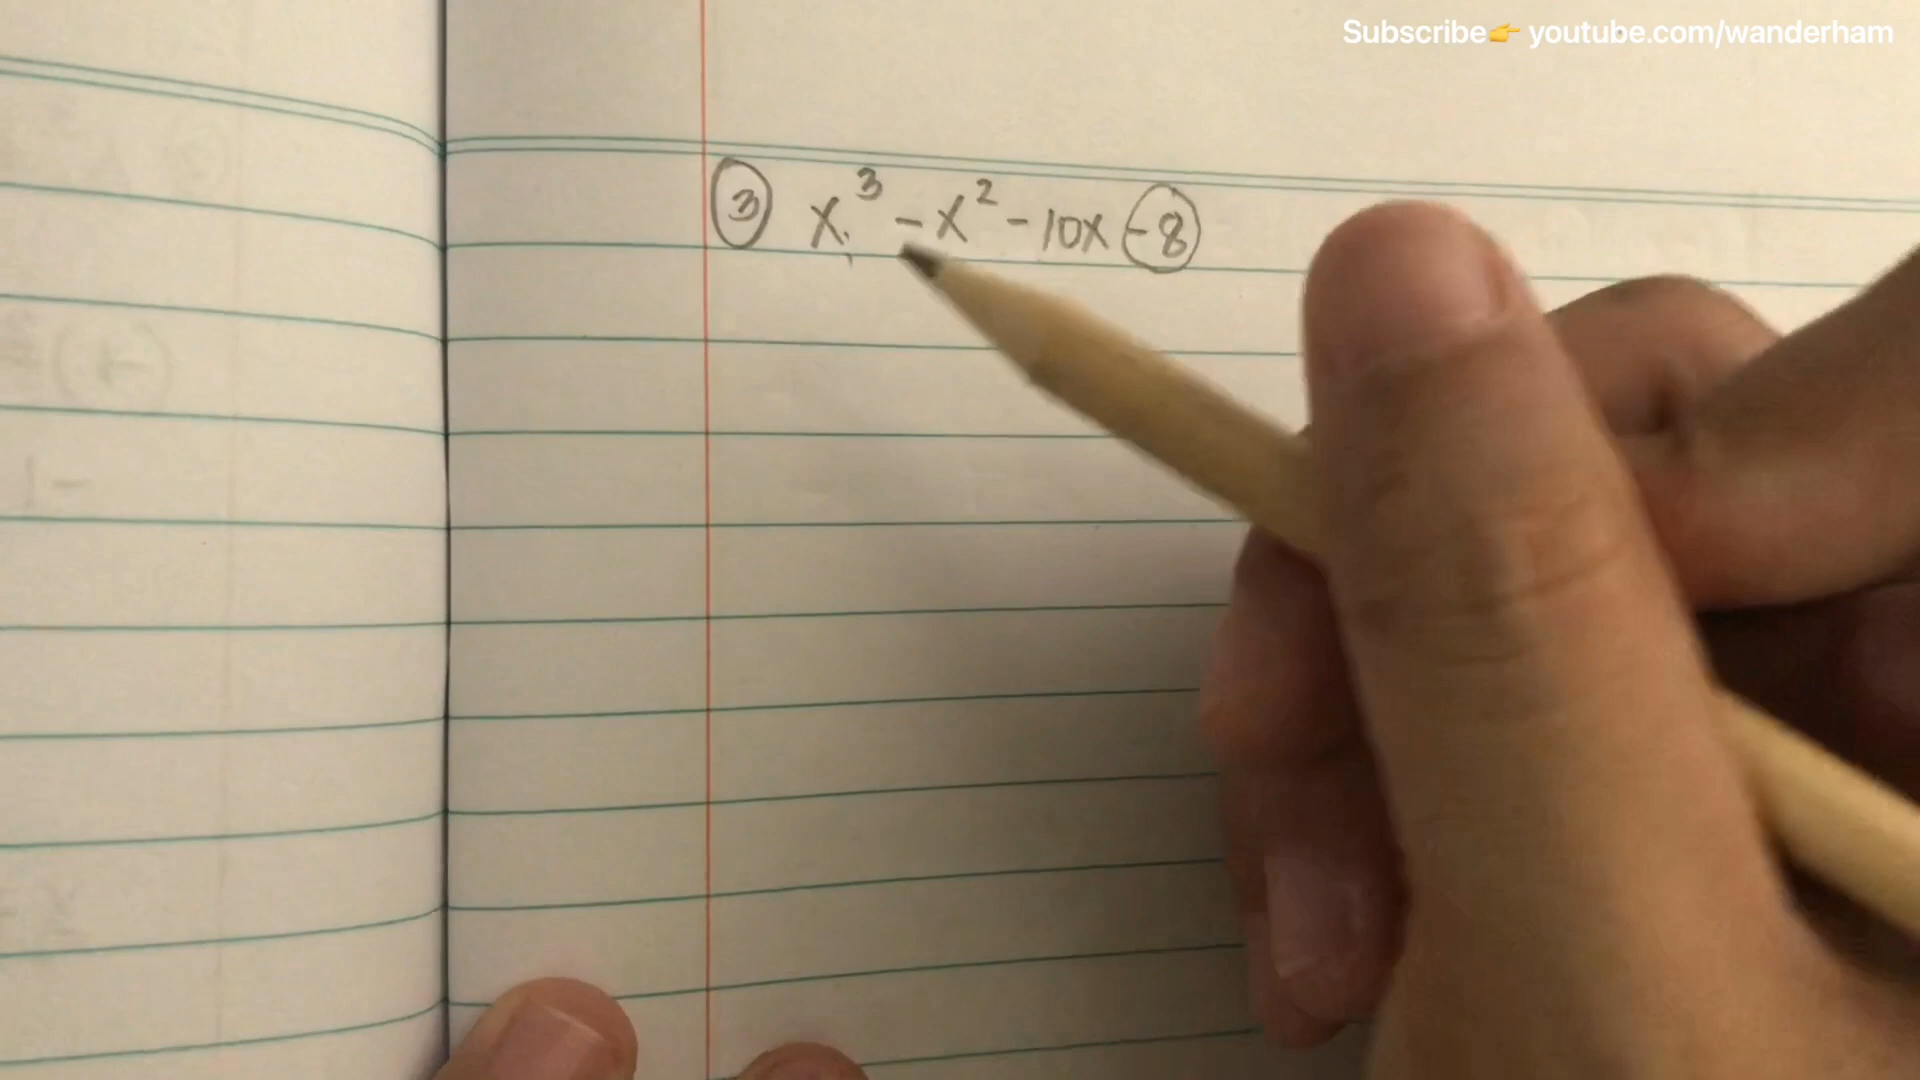 Subscribe👉 youtube.com/wanderham
③ x³ - x² - 10x - 8